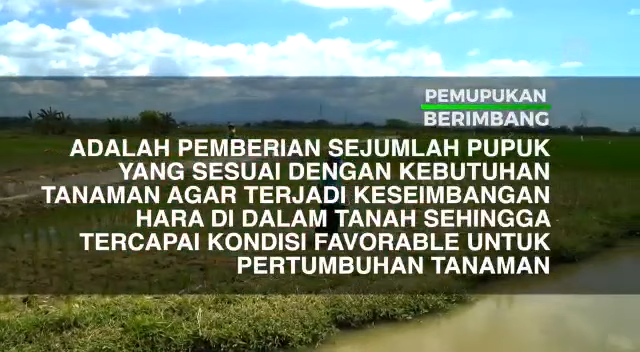 PEMUPUKAN
BERIMBANG
ADALAH PEMBERIAN SEJUMLAH PUPUK
YANG SESUAI DENGAN KEBUTUHAN
TANAMAN AGAR TERJADI KESEIMBANGAN
HARA DI DALAM TANAH SEHINGGA
TERCAPAI KONDISI FAVORABLE UNTUK
PERTUMBUHAN TANAMAN